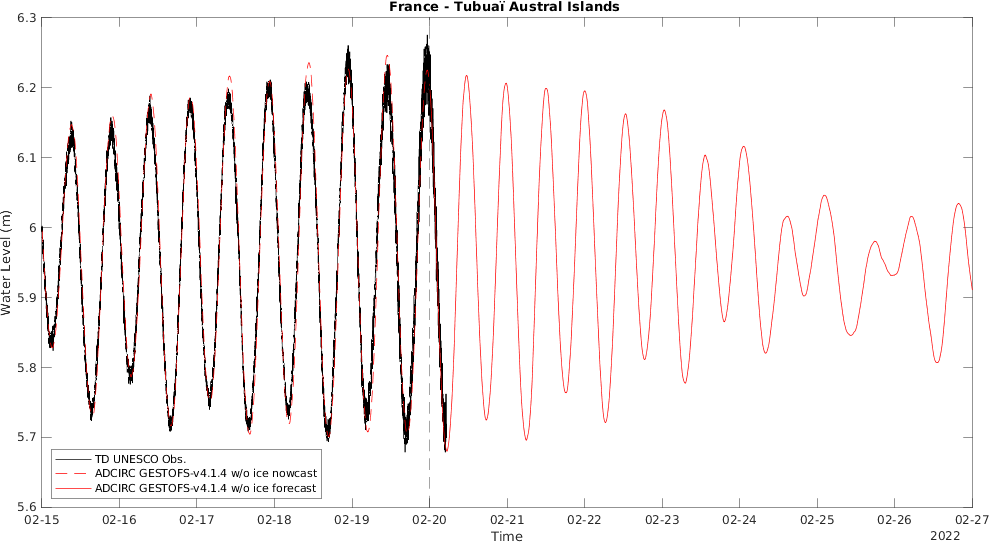 France - Tubuaï Austral Islands
Water Level (m)
6.3
6.2
6.1
6
5.9
5.8
5.7
5.6
TD UNESCO Obs.
ADCIRC GESTOFS-v4.1.4 w/o ice nowcast
ADCIRC GESTOFS-v4.1.4 w/o ice forecast
02-15 02-16 02-17 02-18 02-19 02-20 02-21 02-22 02-23 02-24 02-25 02-26 02-27
Time
2022